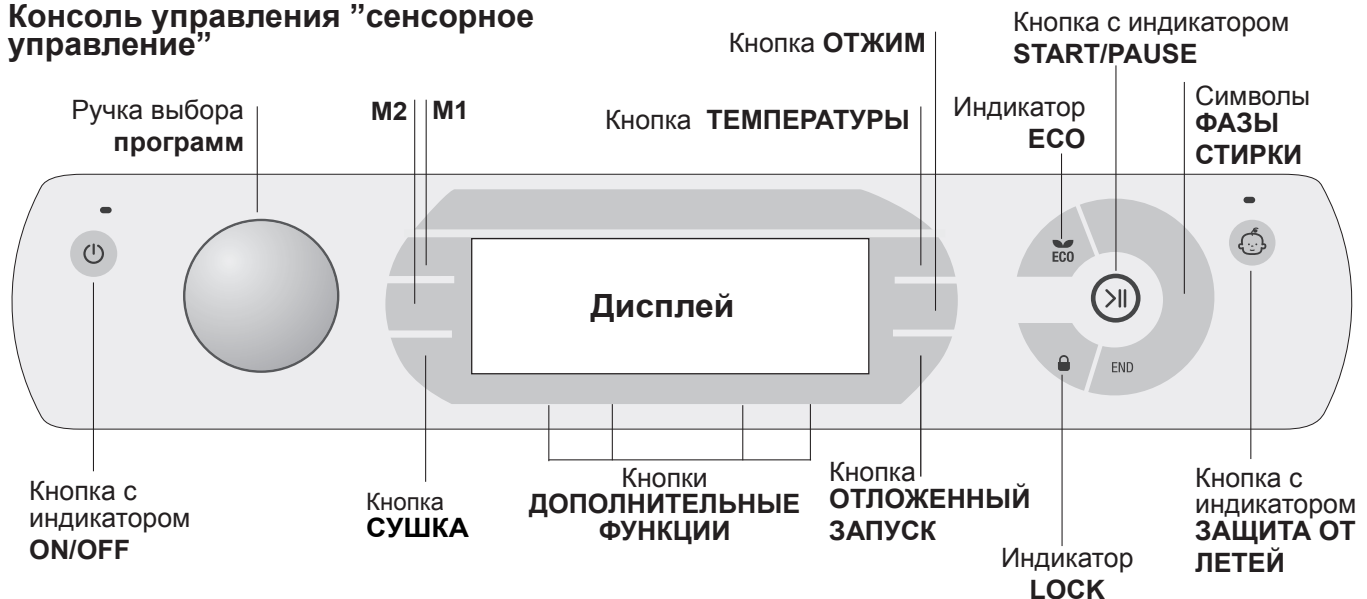 Консоль управления ”сенсорное
управление”
Кнопка ОТЖИМ
Кнопка с индикатором
START/PAUSE
Ручка выбора
программ
M2
M1
Кнопка ТЕМПЕРАТУРЫ
Индикатор
ECO
Символы
ФАЗЫ
СТИРКИ
ECO
Дисплей
END
Кнопка с
индикатором
ON/OFF
Кнопка
СУШКА
Кнопки
ДОПОЛНИТЕЛЬНЫЕ
ФУНКЦИИ
Кнопка
ОТЛОЖЕННЫЙ
ЗАПУСК
Индикатор
LOCK
Кнопка с
индикатором
ЗАЩИТА ОТ
ЛЕТЕЙ